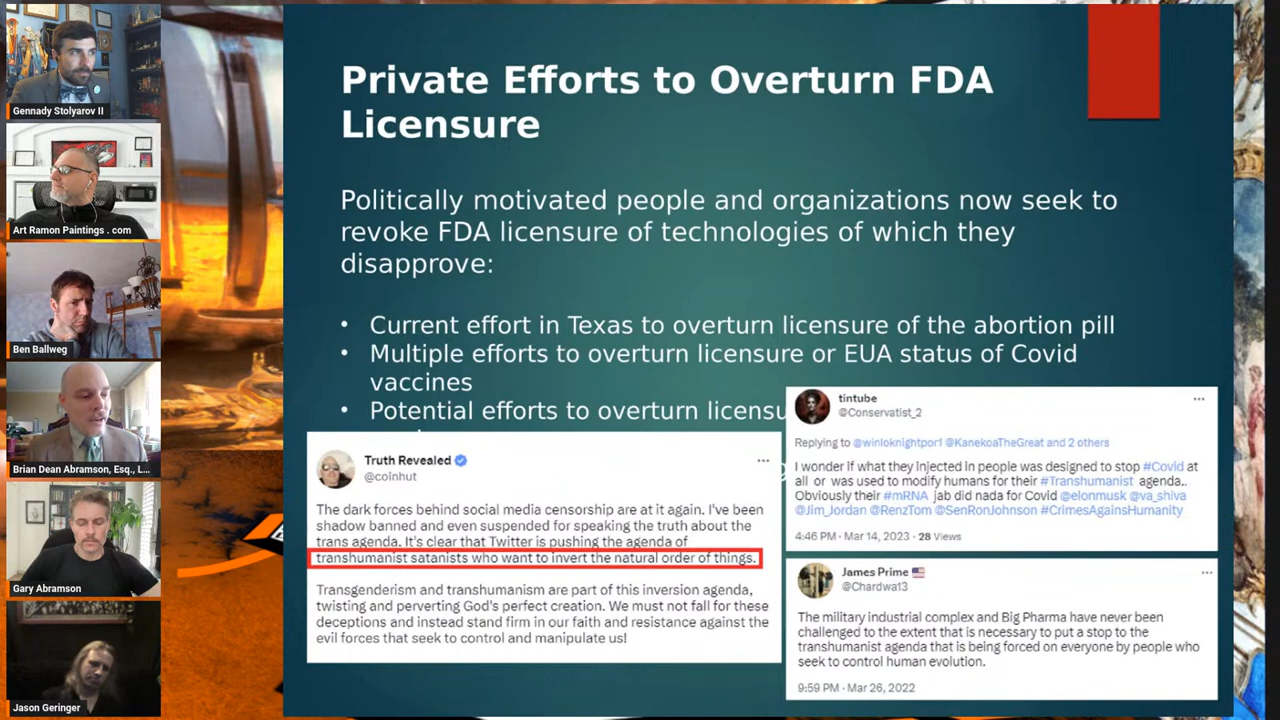 Gennady Stolyarov II
Art Ramon Paintings . com
Ben Ballweg
Brian Dean Abramson, Esq., L...
Gary Abramson
Jason Geringer
Private Efforts to Overturn FDA
Licensure
Politically motivated people and organizations now seek to
revoke FDA licensure of technologies of which they
disapprove:
• Current effort in Texas to overturn licensure of the abortion pill
• Multiple efforts to overturn licensure or EUA status of Covid
vaccines
• Potential efforts to overturn licensu
Truth Revealed
@coinhut
The dark forces behind social media censorship are at it again. I've been
shadow banned and even suspended for speaking the truth about the
trans agenda. It's clear that Twitter is pushing the agenda of
transhumanist satanists who want to invert the natural order of things.
Transgenderism and transhumanism are part of this inversion agenda,
twisting and perverting God's perfect creation. We must not fall for these
deceptions and instead stand firm in our faith and resistance against the
evil forces that seek to control and manipulate us!
tintube
@Conservatist_2
Replying to @winloknightpor1 @KanekoaTheGreat and 2 others
I wonder if what they injected in people was designed to stop #Covid at
all or was used to modify humans for their #Transhumanist agenda..
Obviously their #mRNA jab did nada for Covid @elonmusk @va_shiva
@Jim_Jordan @RenzTom @SenRonJohnson #CrimesAgainsHumanity
4:46 PM · Mar 14, 2023 · 28 Views
James Prime
@Chardwa13
The military industrial complex and Big Pharma have never been
challenged to the extent that is necessary to put a stop to the
transhumanist agenda that is being forced on everyone by people who
seek to control human evolution.
9:59 PM · Mar 26, 2022